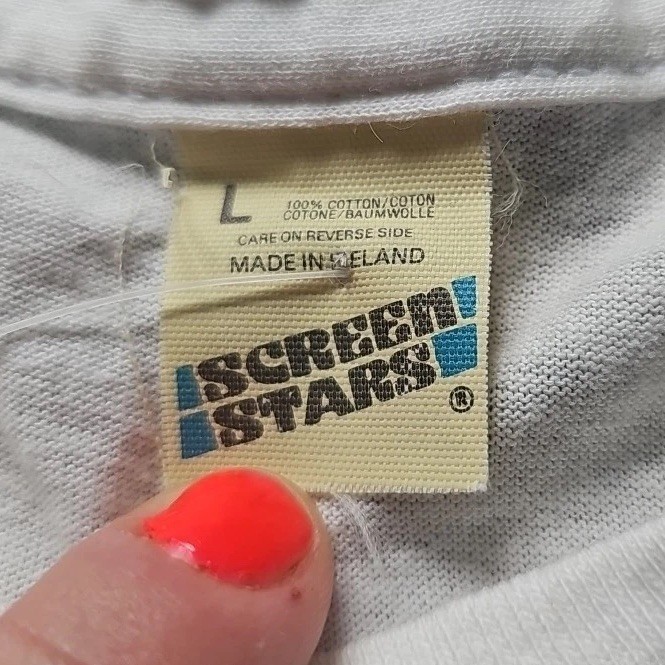 L
100% COTTON/COTON
COTONE/BAUMWOLLE
CARE ON REVERSE SIDE
MADE IN IRELAND
SCREEN
STARS
®